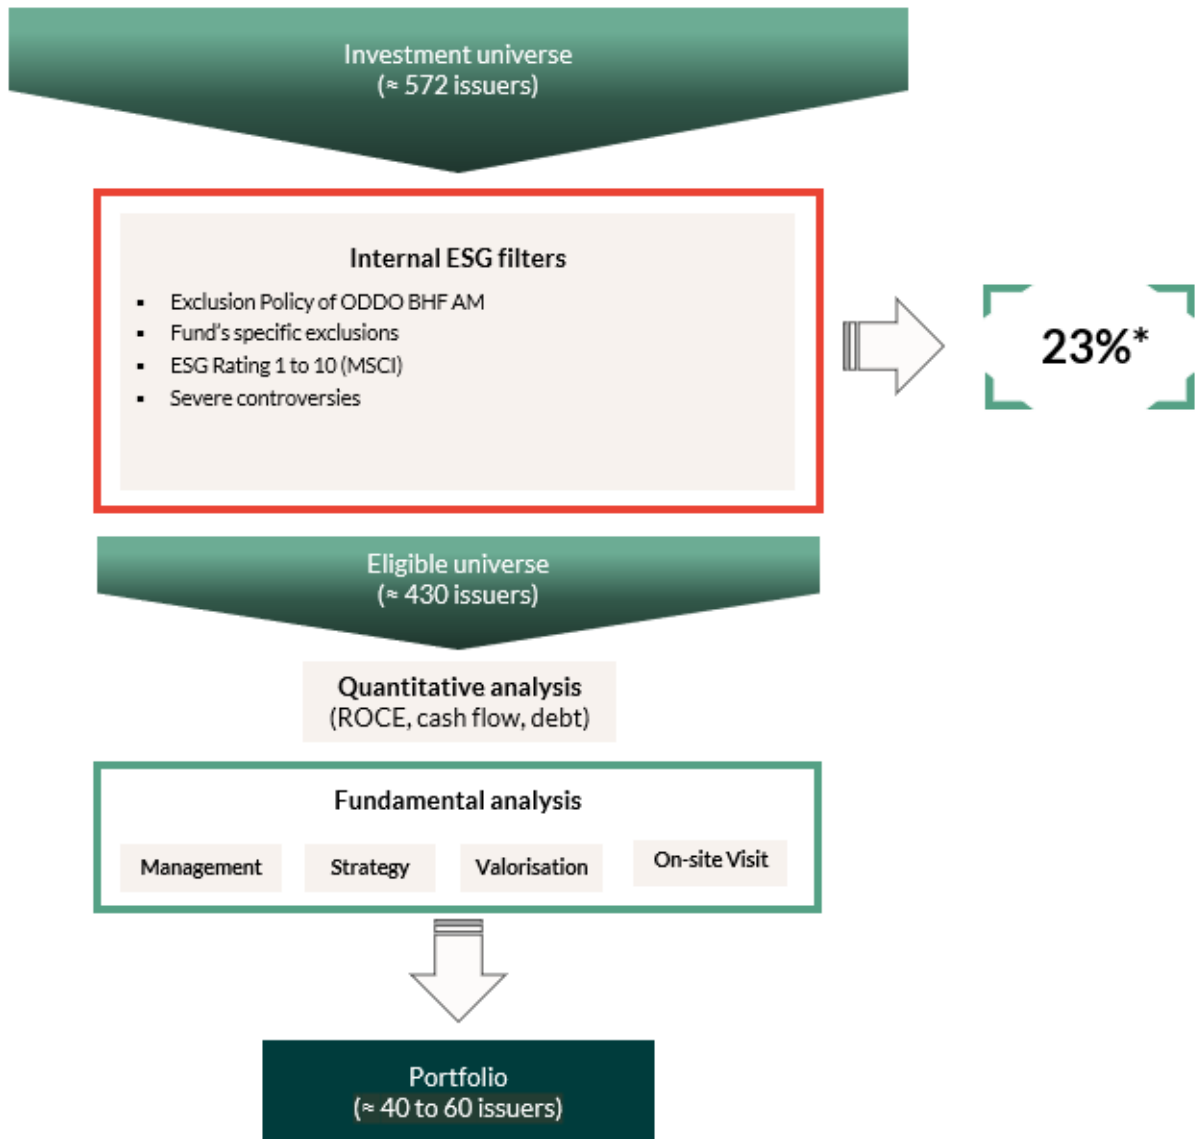 Investment universe
(≈ 572 issuers)
Internal ESG filters
▪ Exclusion Policy of ODDO BHF AM
▪ Fund's specific exclusions
▪ ESG Rating 1 to 10 (MSCI)
▪ Severe controversies
23%*
Eligible universe
(≈ 430 issuers)
Quantitative analysis
(ROCE, cash flow, debt)
Fundamental analysis
Management
Strategy
Valorisation
On-site Visit
Portfolio
(≈ 40 to 60 issuers)